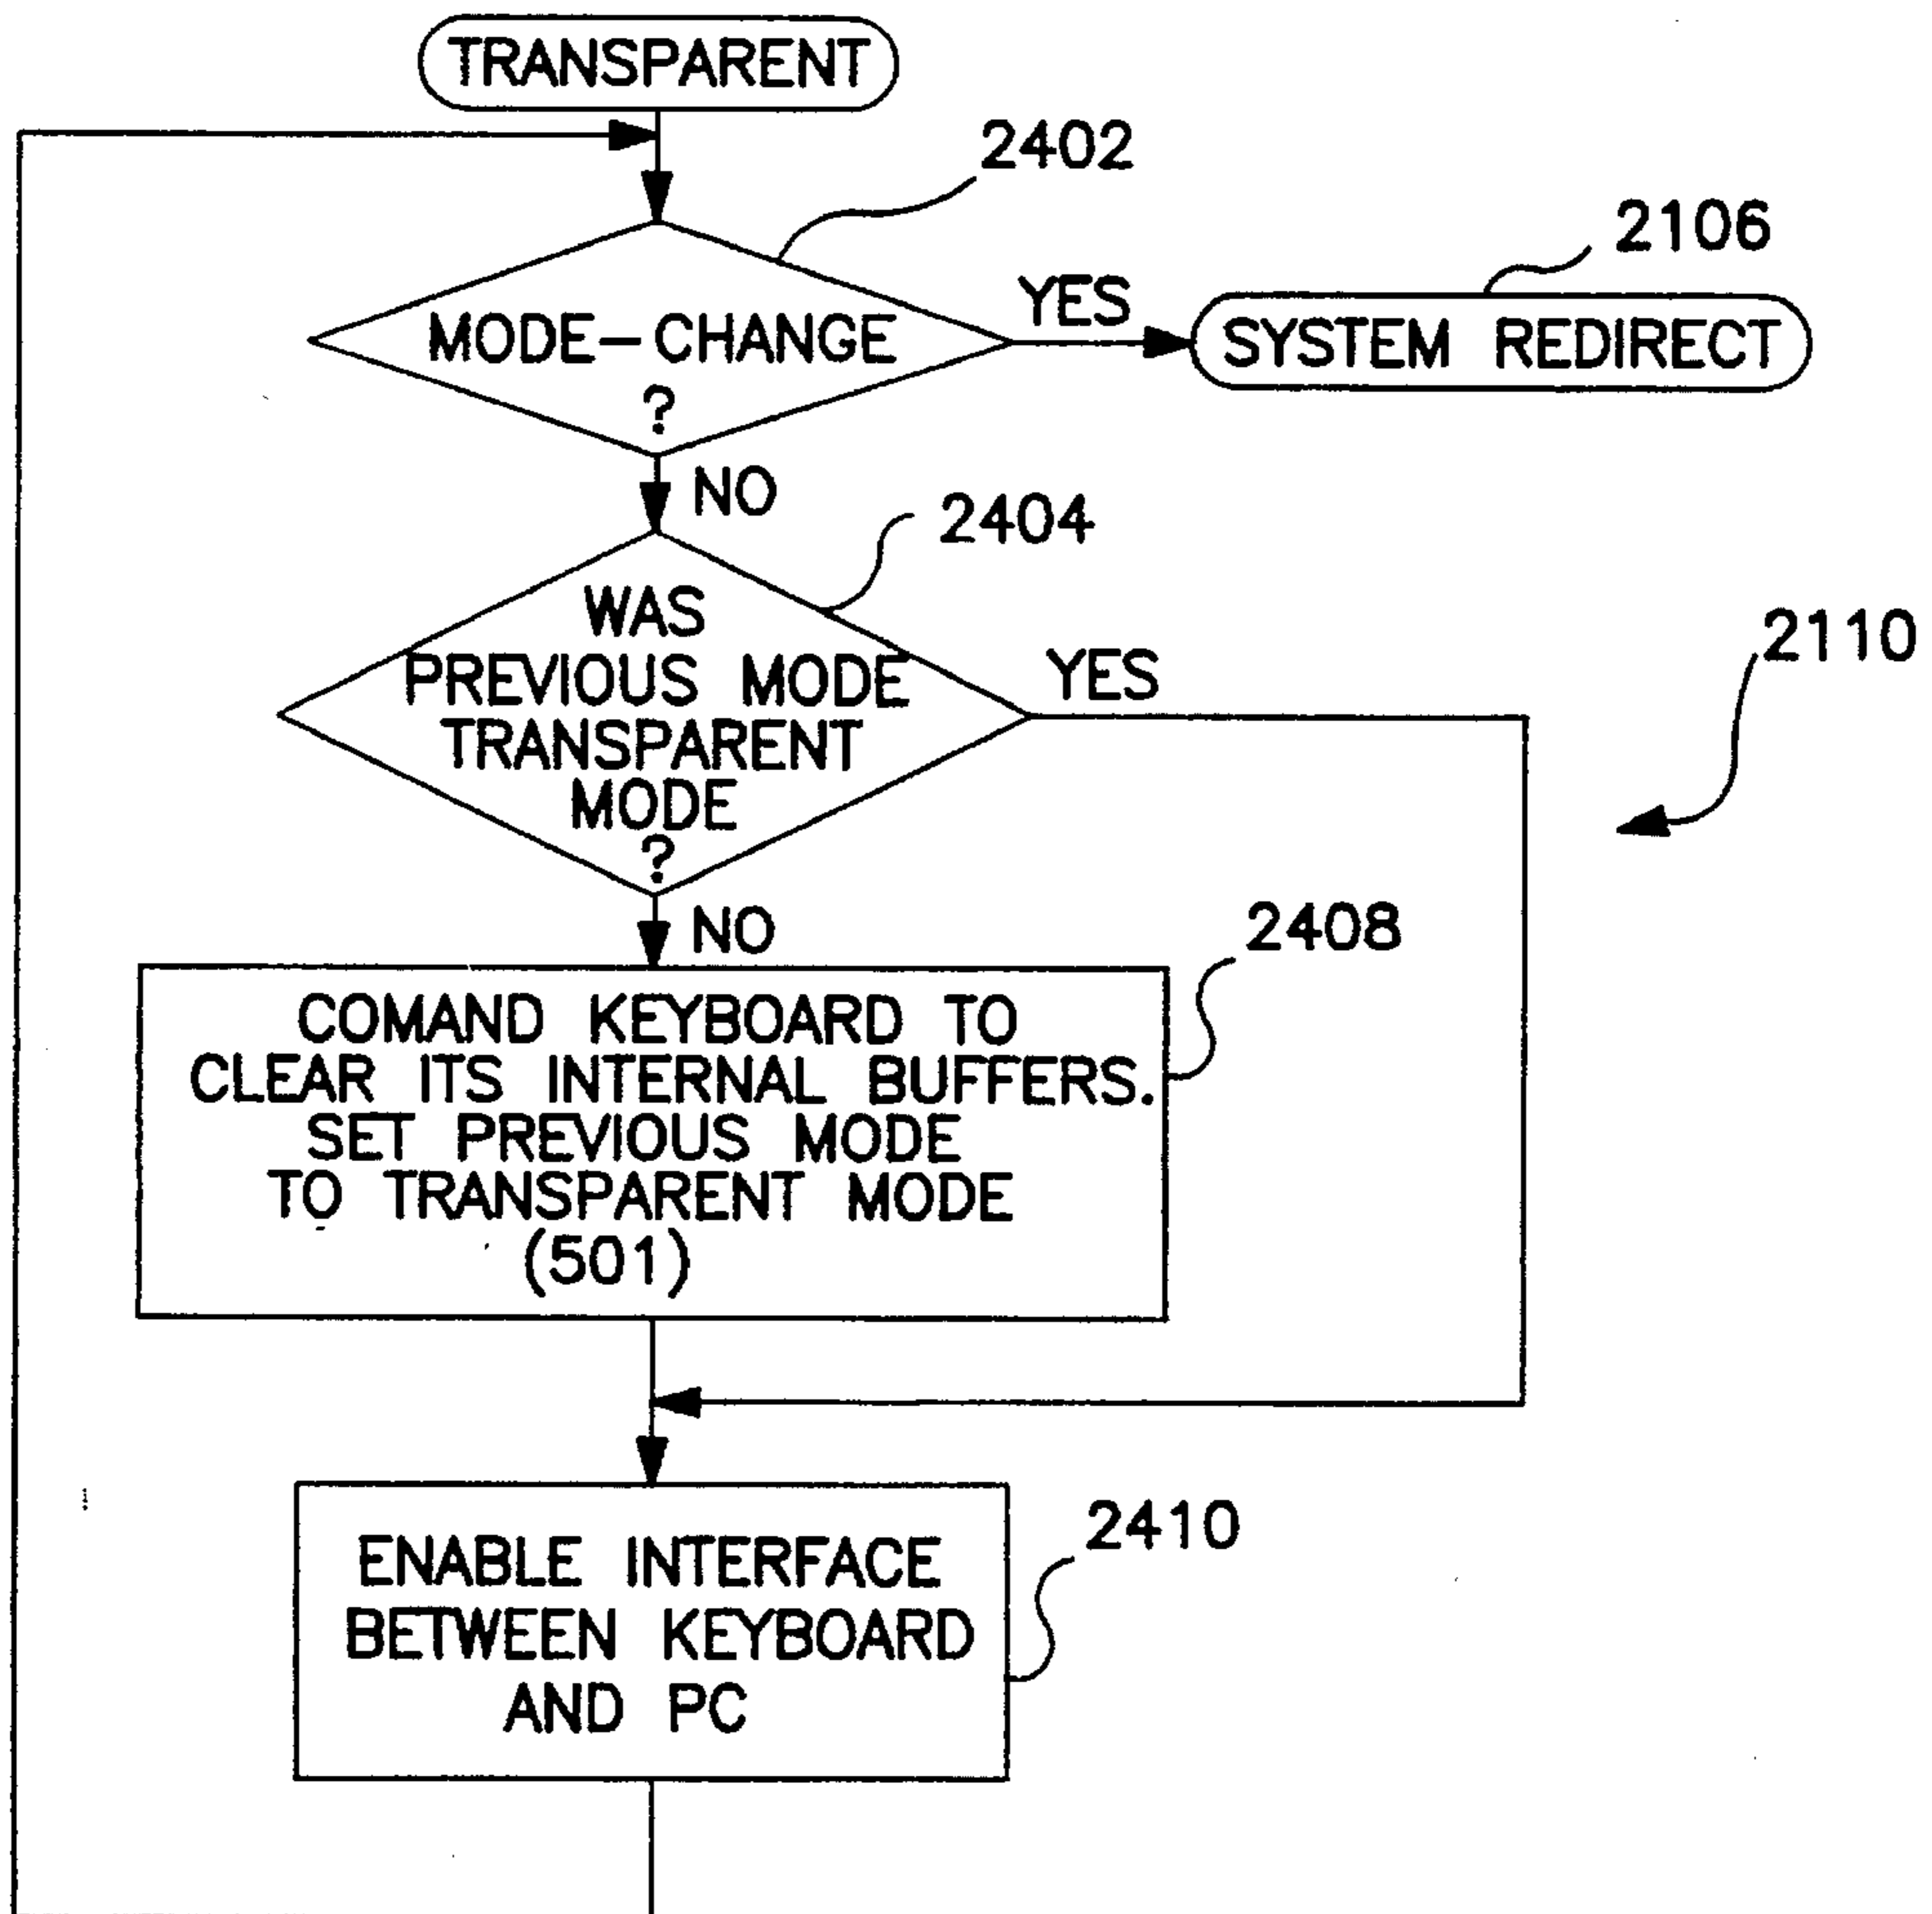 TRANSPARENT
2402
2106
MODE-CHANGE
?
YES
SYSTEM REDIRECT
NO
2404
WAS
PREVIOUS MODE
TRANSPARENT
MODE
?
YES
2110
NO
2408
COMAND KEYBOARD TO
CLEAR ITS INTERNAL BUFFERS.
SET PREVIOUS MODE
TO TRANSPARENT MODE
(501)
2410
ENABLE INTERFACE
BETWEEN KEYBOARD
AND PC